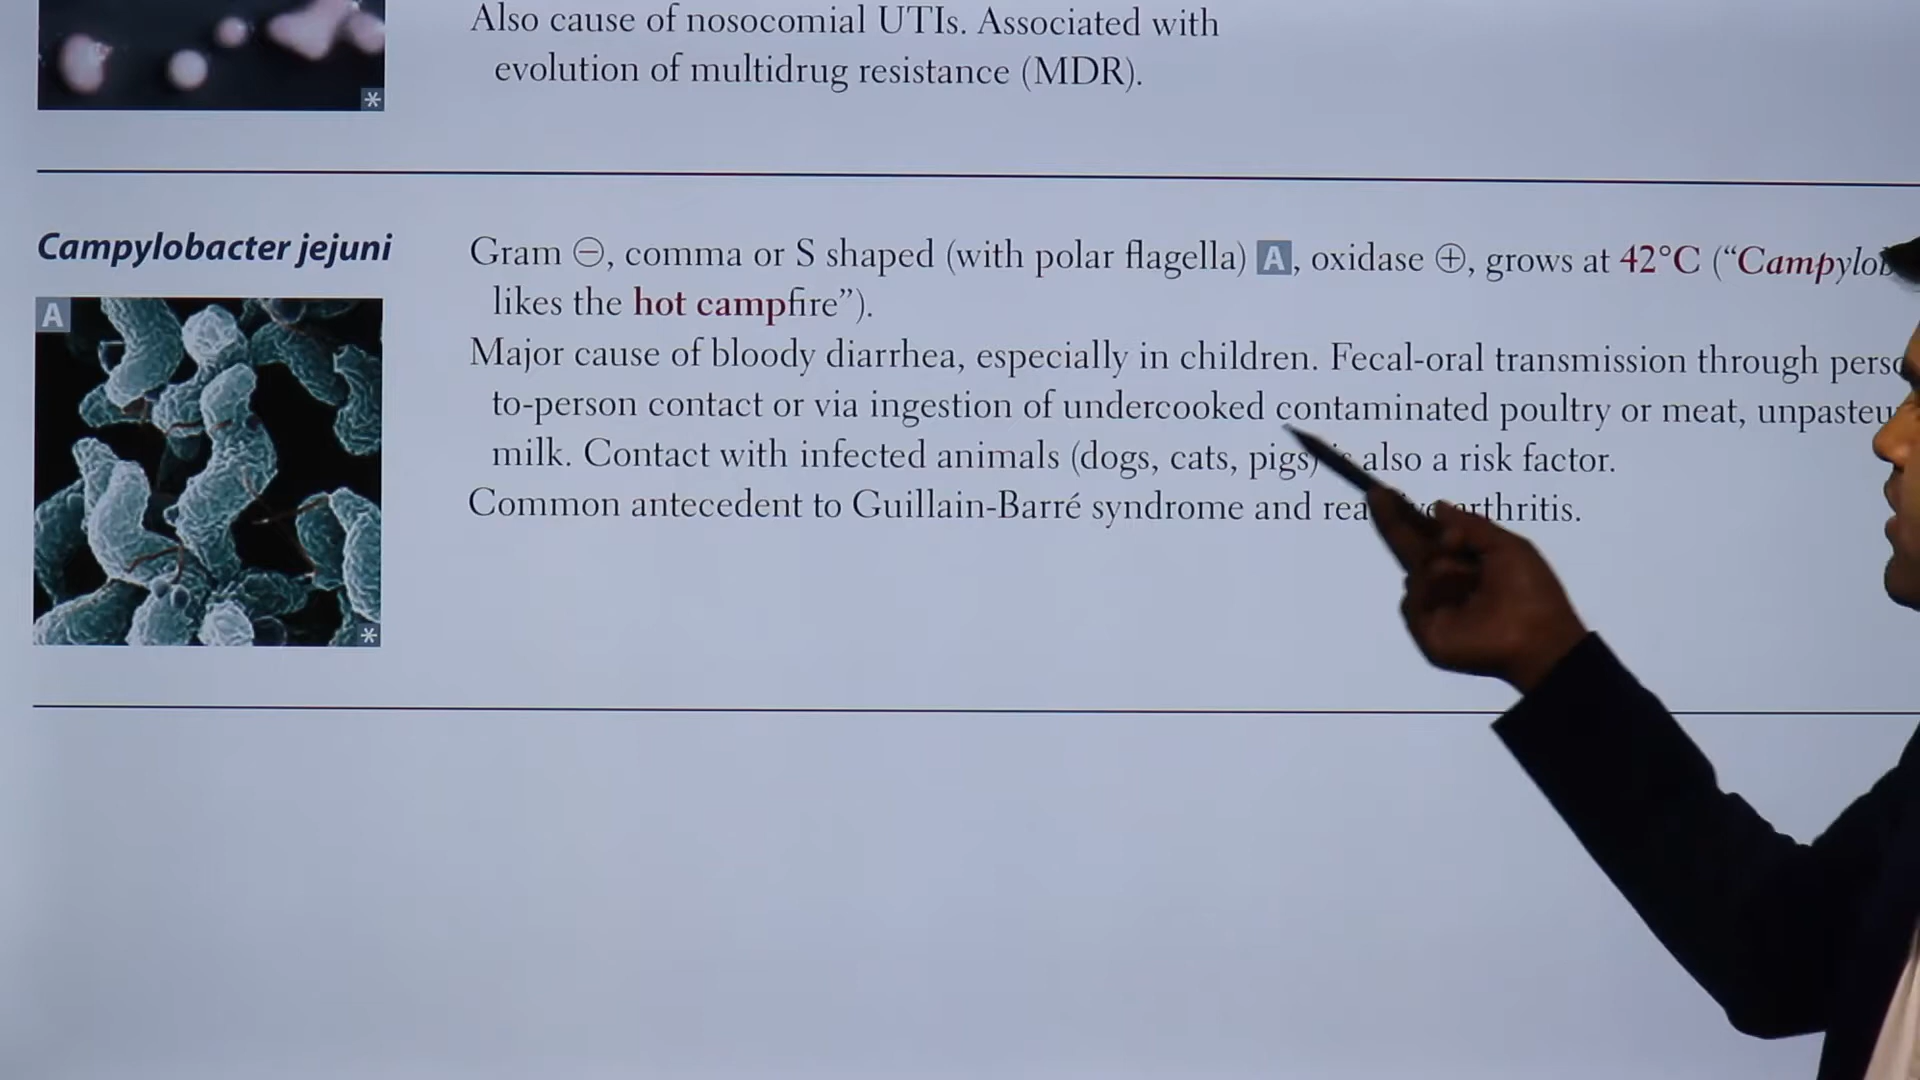 Also cause of nosocomial UTIs. Associated with
evolution of multidrug resistance (MDR).
*
Campylobacter jejuni
Gram ⊖, comma or S shaped (with polar flagella) A, oxidase ⊕, grows at 42°C (“Campylob
likes the hot campfire”).
A
Major cause of bloody diarrhea, especially in children. Fecal-oral transmission through perso
to-person contact or via ingestion of undercooked contaminated poultry or meat, unpasteu
milk. Contact with infected animals (dogs, cats, pigs) also a risk factor.
Common antecedent to Guillain-Barré syndrome and rea arthritis.
*